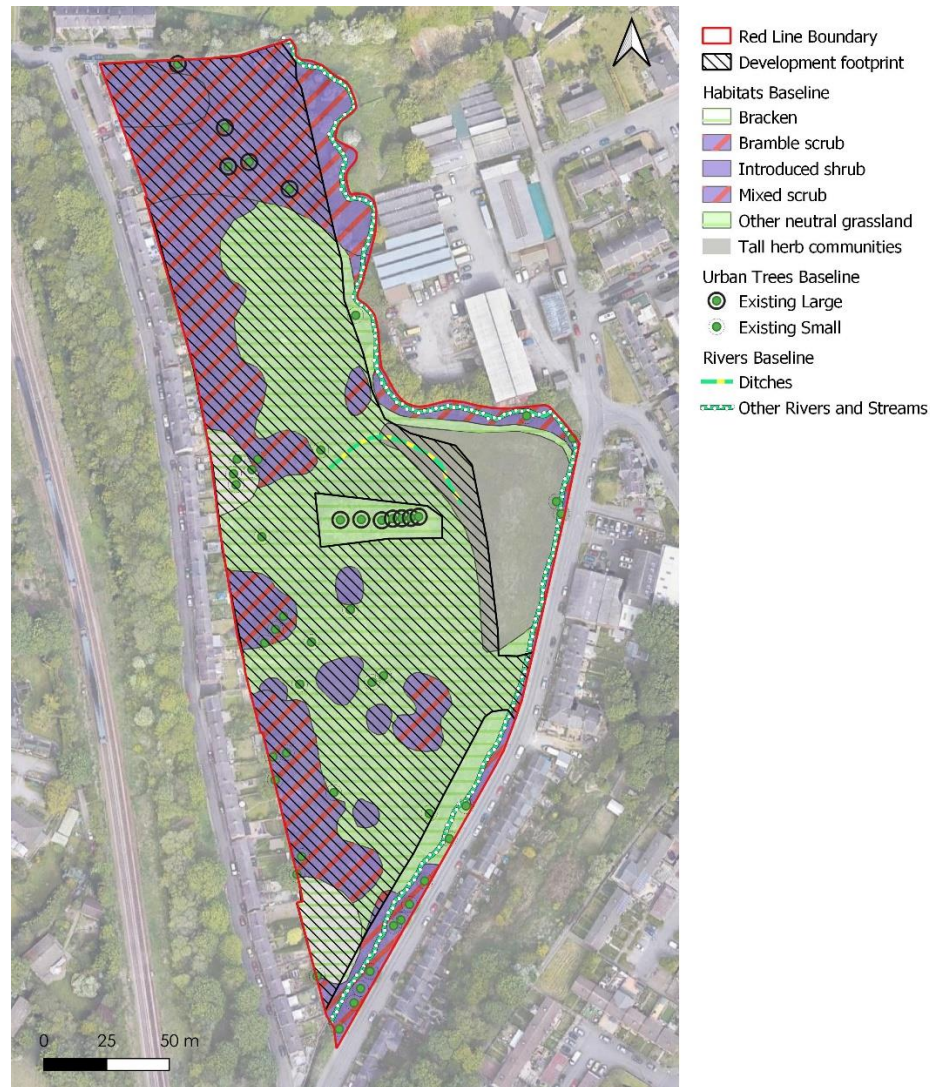 Red Line Boundary
Development footprint
Habitats Baseline
Bracken
Bramble scrub
Introduced shrub
Mixed scrub
Other neutral grassland
Tall herb communities
Urban Trees Baseline
Existing Large
Existing Small
Rivers Baseline
Ditches
Other Rivers and Streams
0 25 50 m